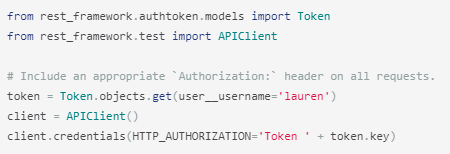 from rest_framework.authtoken.models import Token
from rest_framework.test import APIClient
# Include an appropriate `Authorization:` header on all requests.
token = Token.objects.get(user__username='lauren')
client = APIClient()
client.credentials(HTTP_AUTHORIZATION='Token ' + token.key)